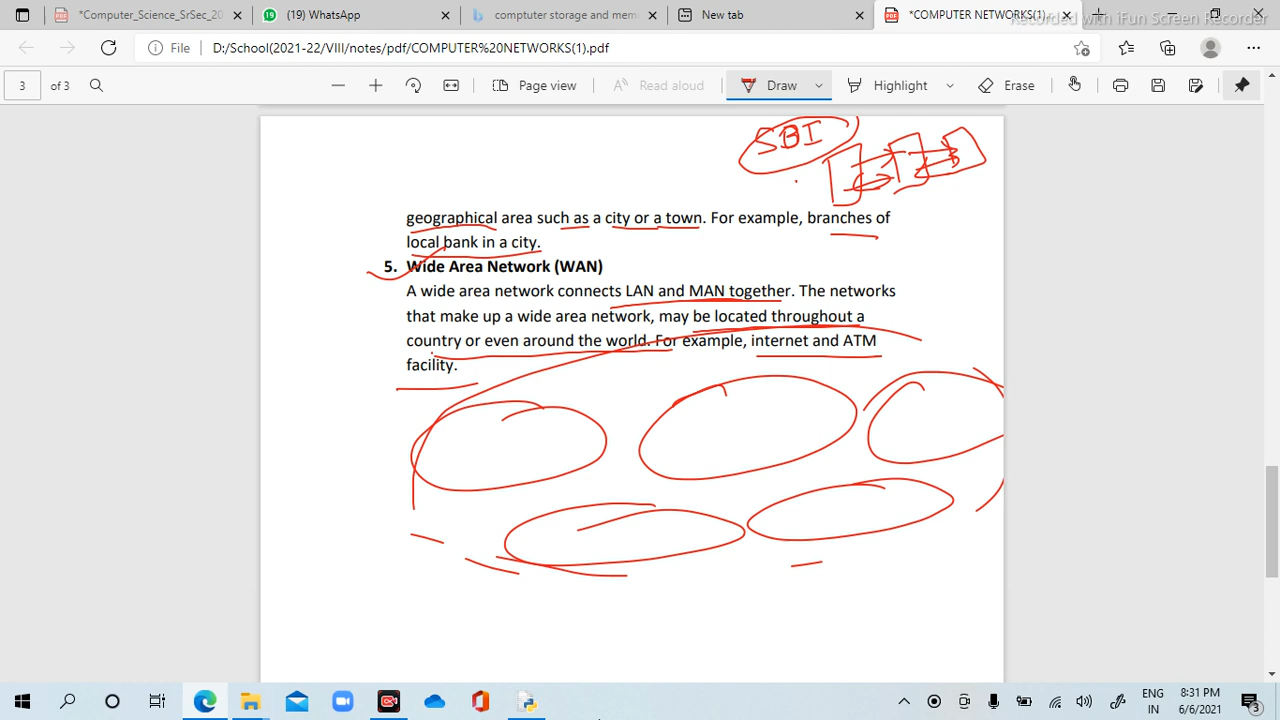 *Computer_Science_Srsec_20
(19) WhatsApp
computer storage and mem
New tab
*COMPUTER NETWORKS(1).p
Recorded with iFun Screen Recorder
File
D:/School(2021-22/VIII/notes/pdf/COMPUTER%20NETWORKS(1).pdf
3 of 3
Page view
Read aloud
Draw
Highlight
Erase
SBI
geographical area such as a city or a town. For example, branches of
local bank in a city.
5. Wide Area Network (WAN)
A wide area network connects LAN and MAN together. The networks
that make up a wide area network, may be located throughout a
country or even around the world. For example, internet and ATM
facility.
ENG
IN
8:31 PM
6/6/2021
3